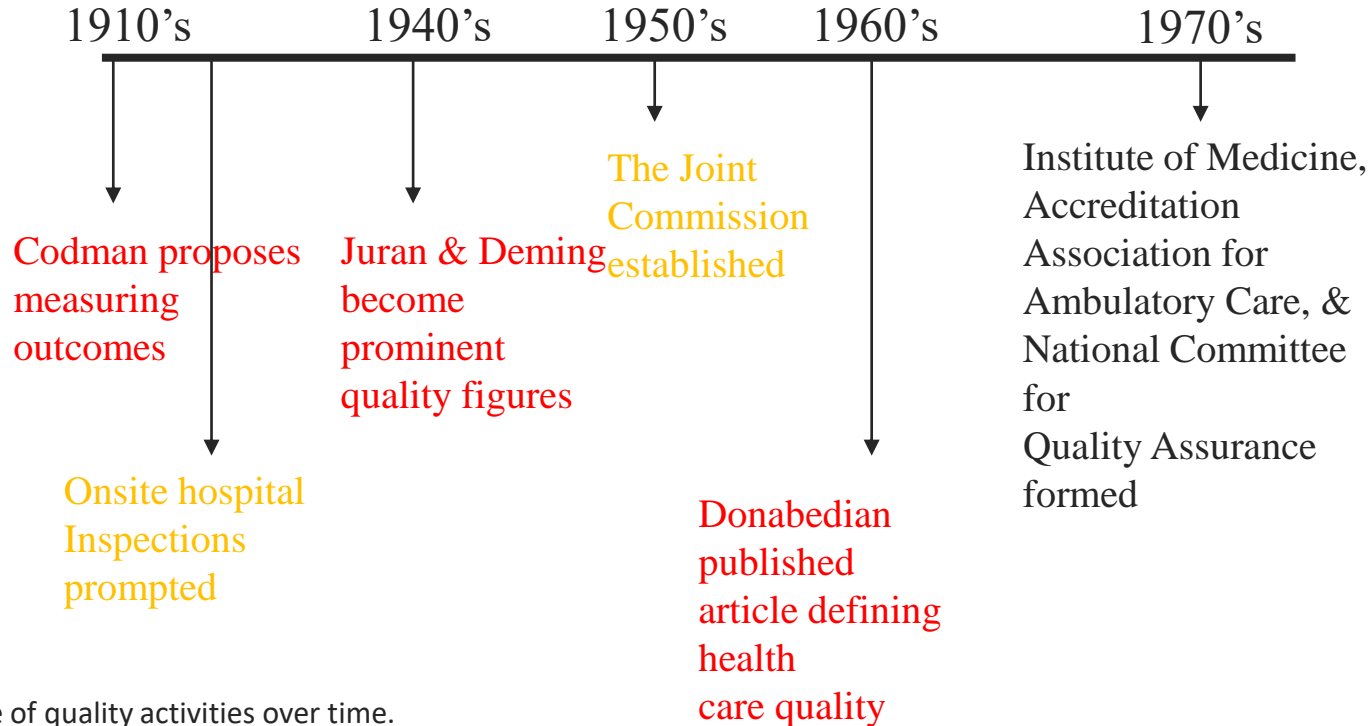 1910’s
1940’s
1950’s
1960’s
1970’s
Codman proposes
measuring
outcomes
Onsite hospital
Inspections
prompted
Juran & Deming
become
prominent
quality figures
The Joint
Commission
established
Donabedian
published
article defining
health
care quality
Institute of Medicine,
Accreditation
Association for
Ambulatory Care, &
National Committee
for
Quality Assurance
formed
of quality activities over time.